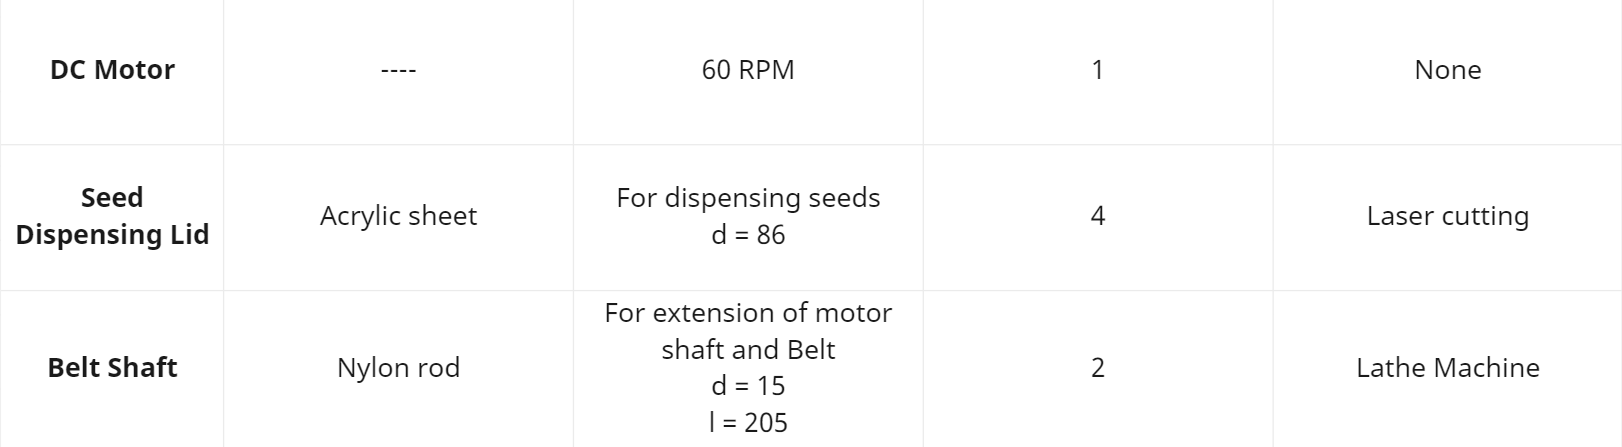 DC Motor
----
60 RPM
1
None
Seed
Dispensing Lid
Acrylic sheet
For dispensing seeds
d = 86
4
Laser cutting
Belt Shaft
Nylon rod
For extension of motor
shaft and Belt
d = 15
l = 205
2
Lathe Machine